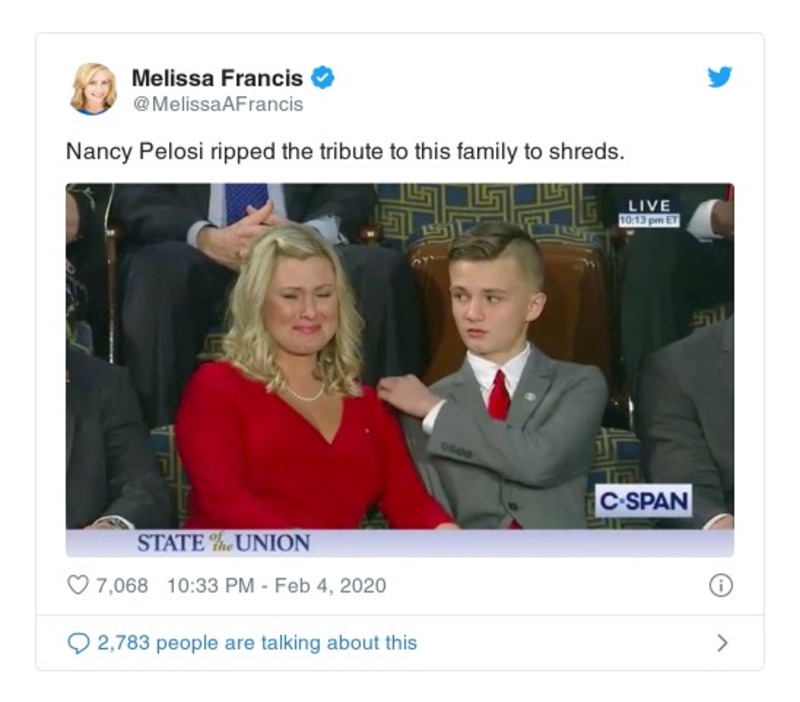 Melissa Francis
@MelissaAFrancis
Nancy Pelosi ripped the tribute to this family to shreds.
LIVE
10:13 pm ET
C-SPAN
STATE of the UNION
7,068 10:33 PM - Feb 4, 2020
2,783 people are talking about this